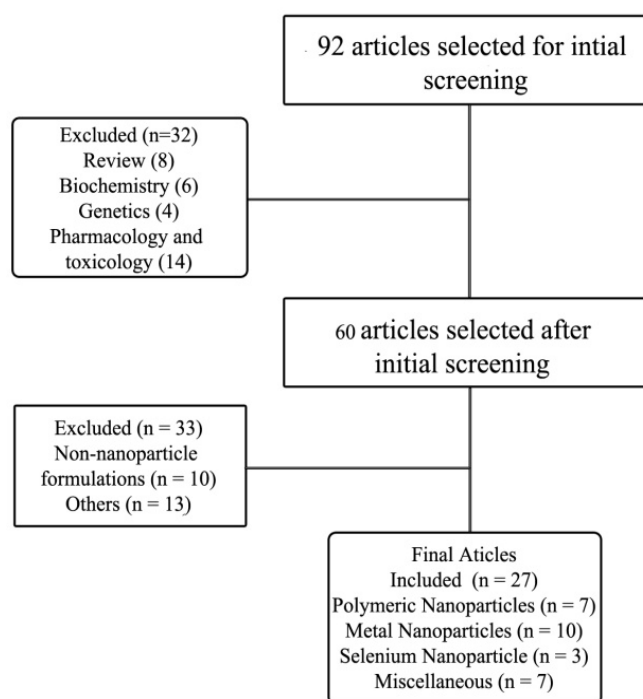 92 articles selected for intial
screening
Excluded (n=32)
Review (8)
Biochemistry (6)
Genetics (4)
Pharmacology and
toxicology (14)
60 articles selected after
initial screening
Excluded (n = 33)
Non-nanoparticle
formulations (n = 10)
Others (n = 13)
Final Aticles
Included (n = 27)
Polymeric Nanoparticles (n = 7)
Metal Nanoparticles (n = 10)
Selenium Nanoparticle (n = 3)
Miscellaneous (n = 7)